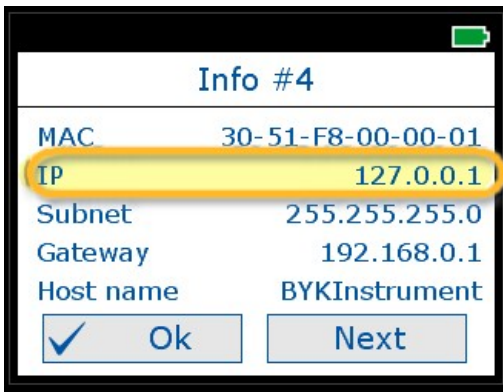 Info #4
MAC 30-51-F8-00-00-01
IP 127.0.0.1
Subnet 255.255.255.0
Gateway 192.168.0.1
Host name BYKInstrument
Ok Next